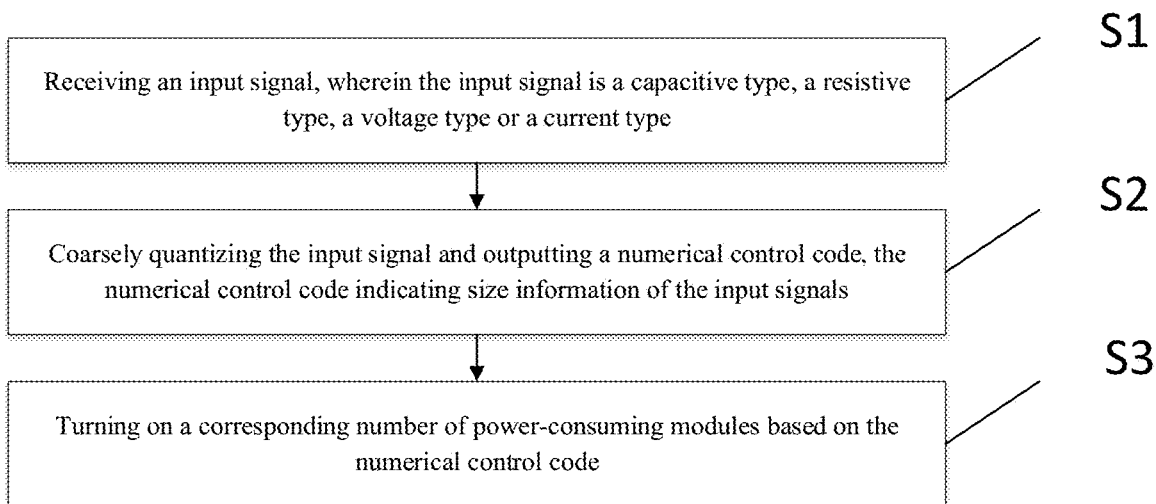 S1
Receiving an input signal, wherein the input signal is a capacitive type, a resistive
type, a voltage type or a current type
S2
Coarsely quantizing the input signal and outputting a numerical control code, the
numerical control code indicating size information of the input signals
S3
Turning on a corresponding number of power-consuming modules based on the
numerical control code